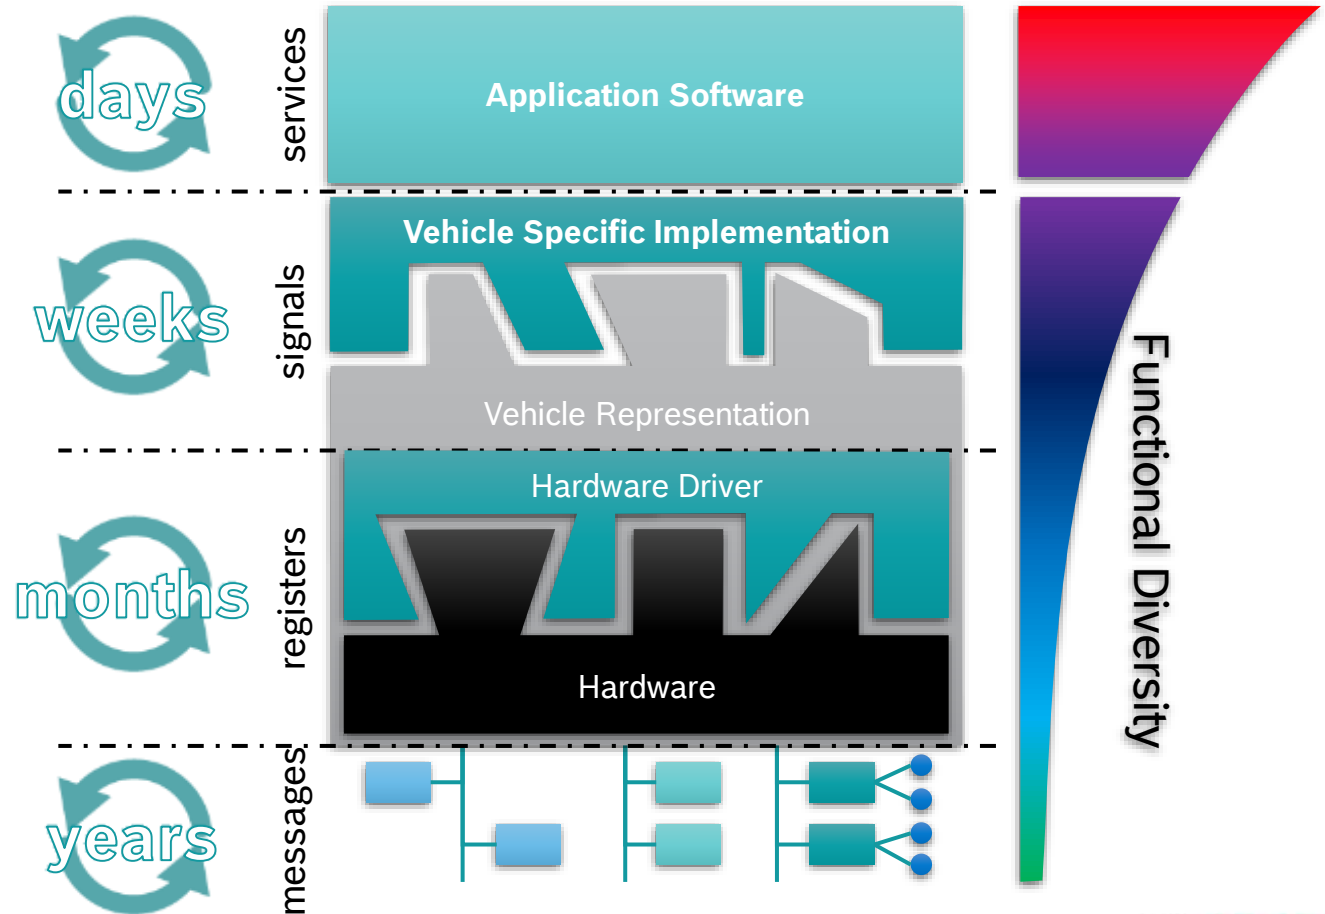 days
services
Application Software
weeks
signals
Vehicle Specific Implementation
Vehicle Representation
months
registers
Hardware Driver
Hardware
years
messages
Functional Diversity